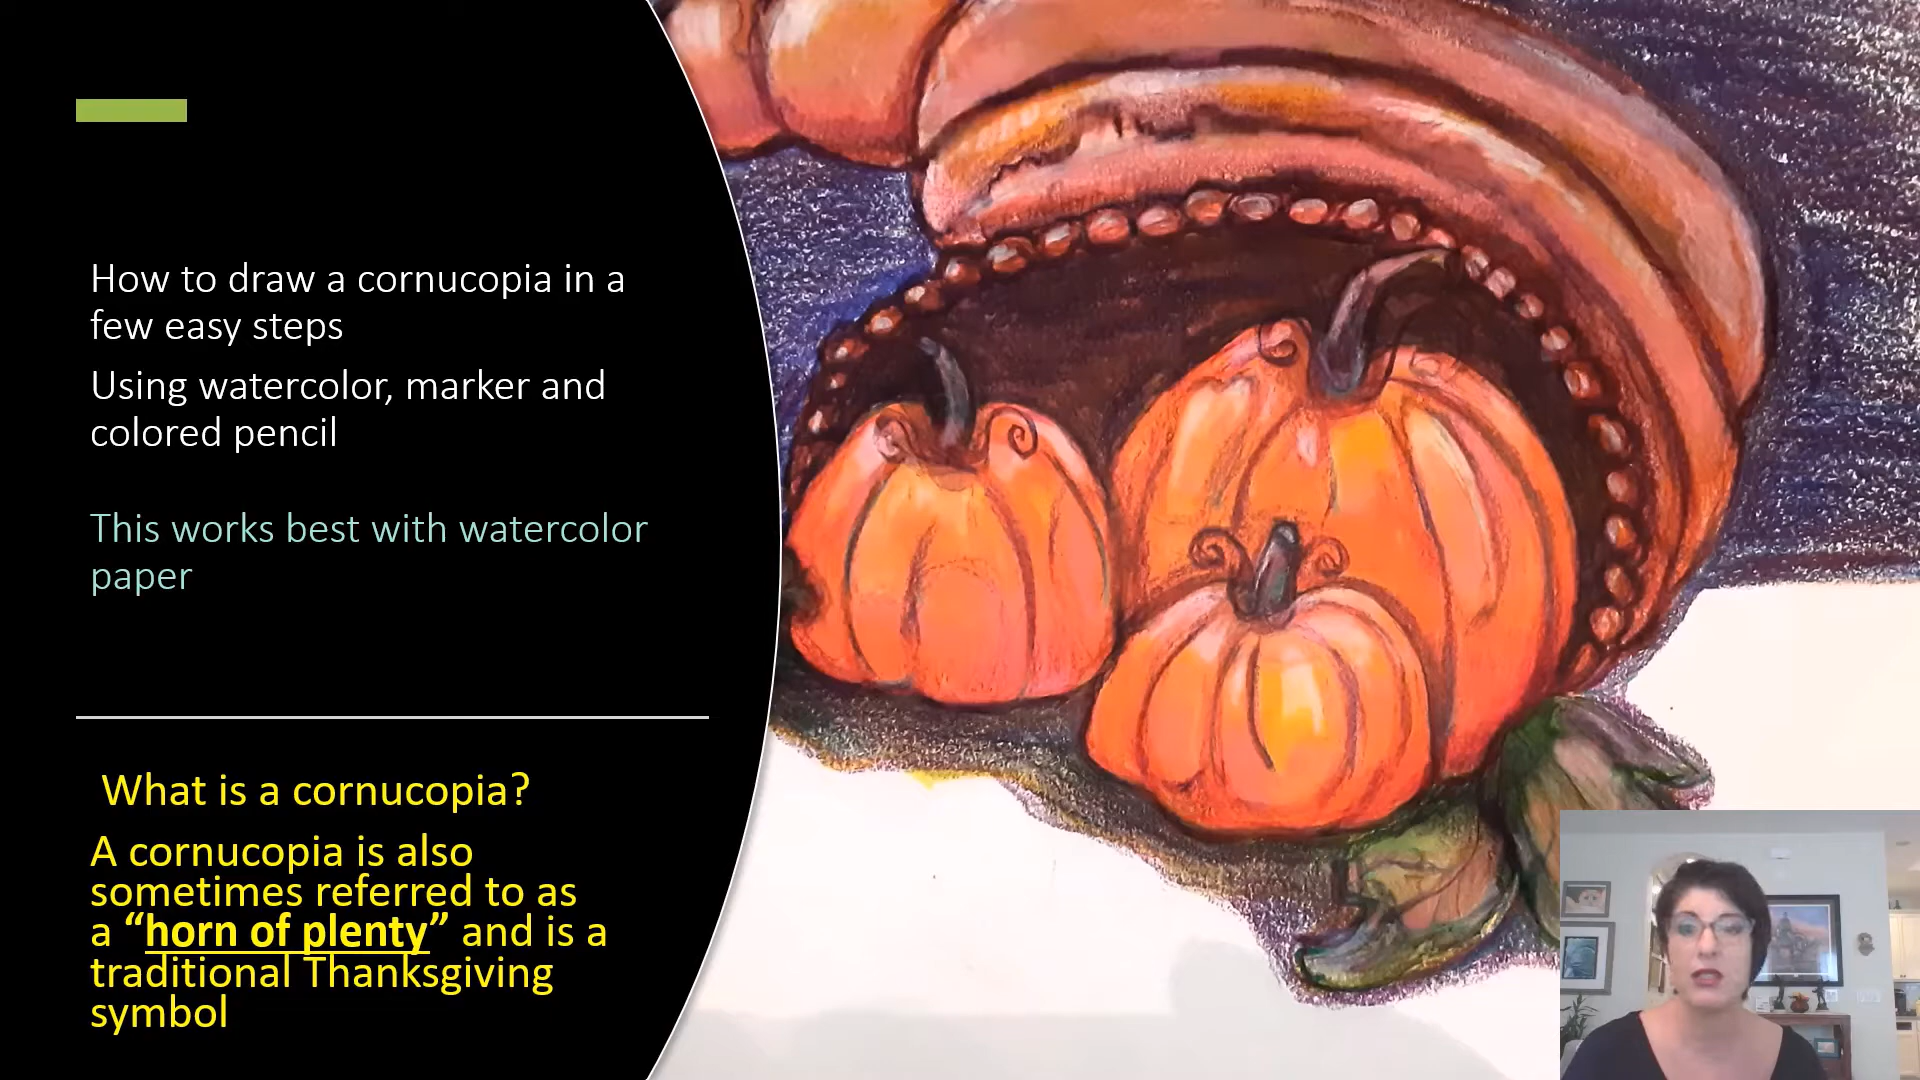 How to draw a cornucopia in a
few easy steps
Using watercolor, marker and
colored pencil
This works best with watercolor
paper
What is a cornucopia?
A cornucopia is also
sometimes referred to as
a “horn of plenty” and is a
traditional Thanksgiving
symbol